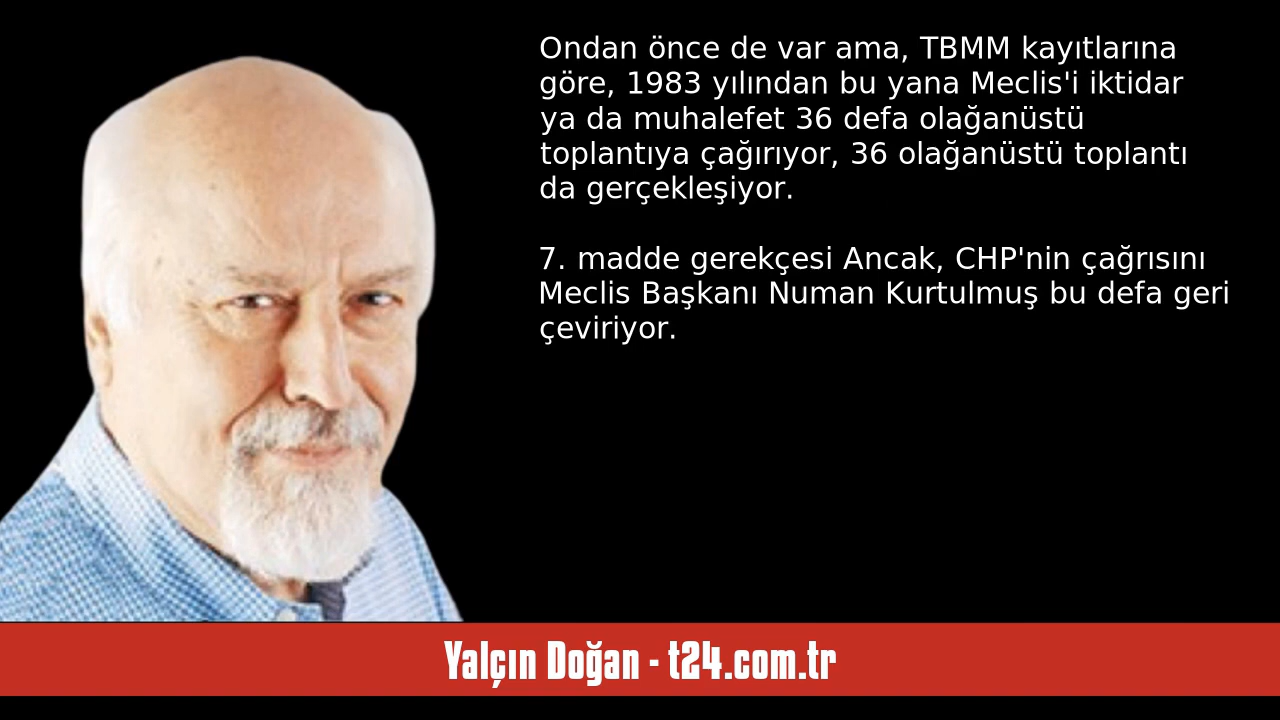 Ondan önce de var ama, TBMM kayıtlarına
göre, 1983 yılından bu yana Meclis'i iktidar
ya da muhalefet 36 defa olağanüstü
toplantıya çağırıyor, 36 olağanüstü toplantı
da gerçekleşiyor.
7. madde gerekçesi Ancak, CHP'nin çağrısını
Meclis Başkanı Numan Kurtulmuş bu defa geri
çeviriyor.
Yalçın Doğan - t24.com.tr